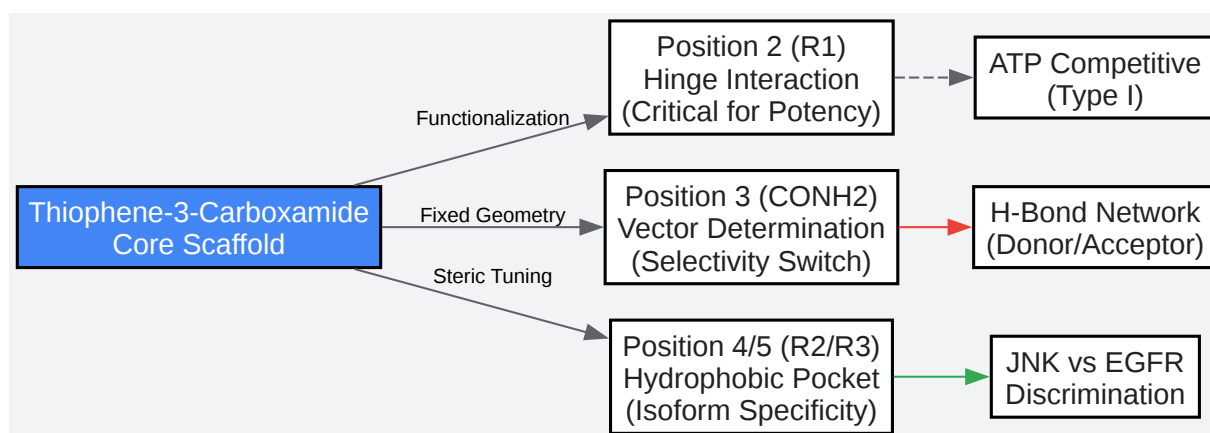 Thiophene-3-Carboxamide
Core Scaffold
Functionalization
Fixed Geometry
Steric Tuning
Position 2 (R1)
Hinge Interaction
(Critical for Potency)
ATP Competitive
(Type I)
Position 3 (CONH2)
Vector Determination
(Selectivity Switch)
H-Bond Network
(Donor/Acceptor)
Position 4/5 (R2/R3)
Hydrophobic Pocket
(Isoform Specificity)
JNK vs EGFR
Discrimination